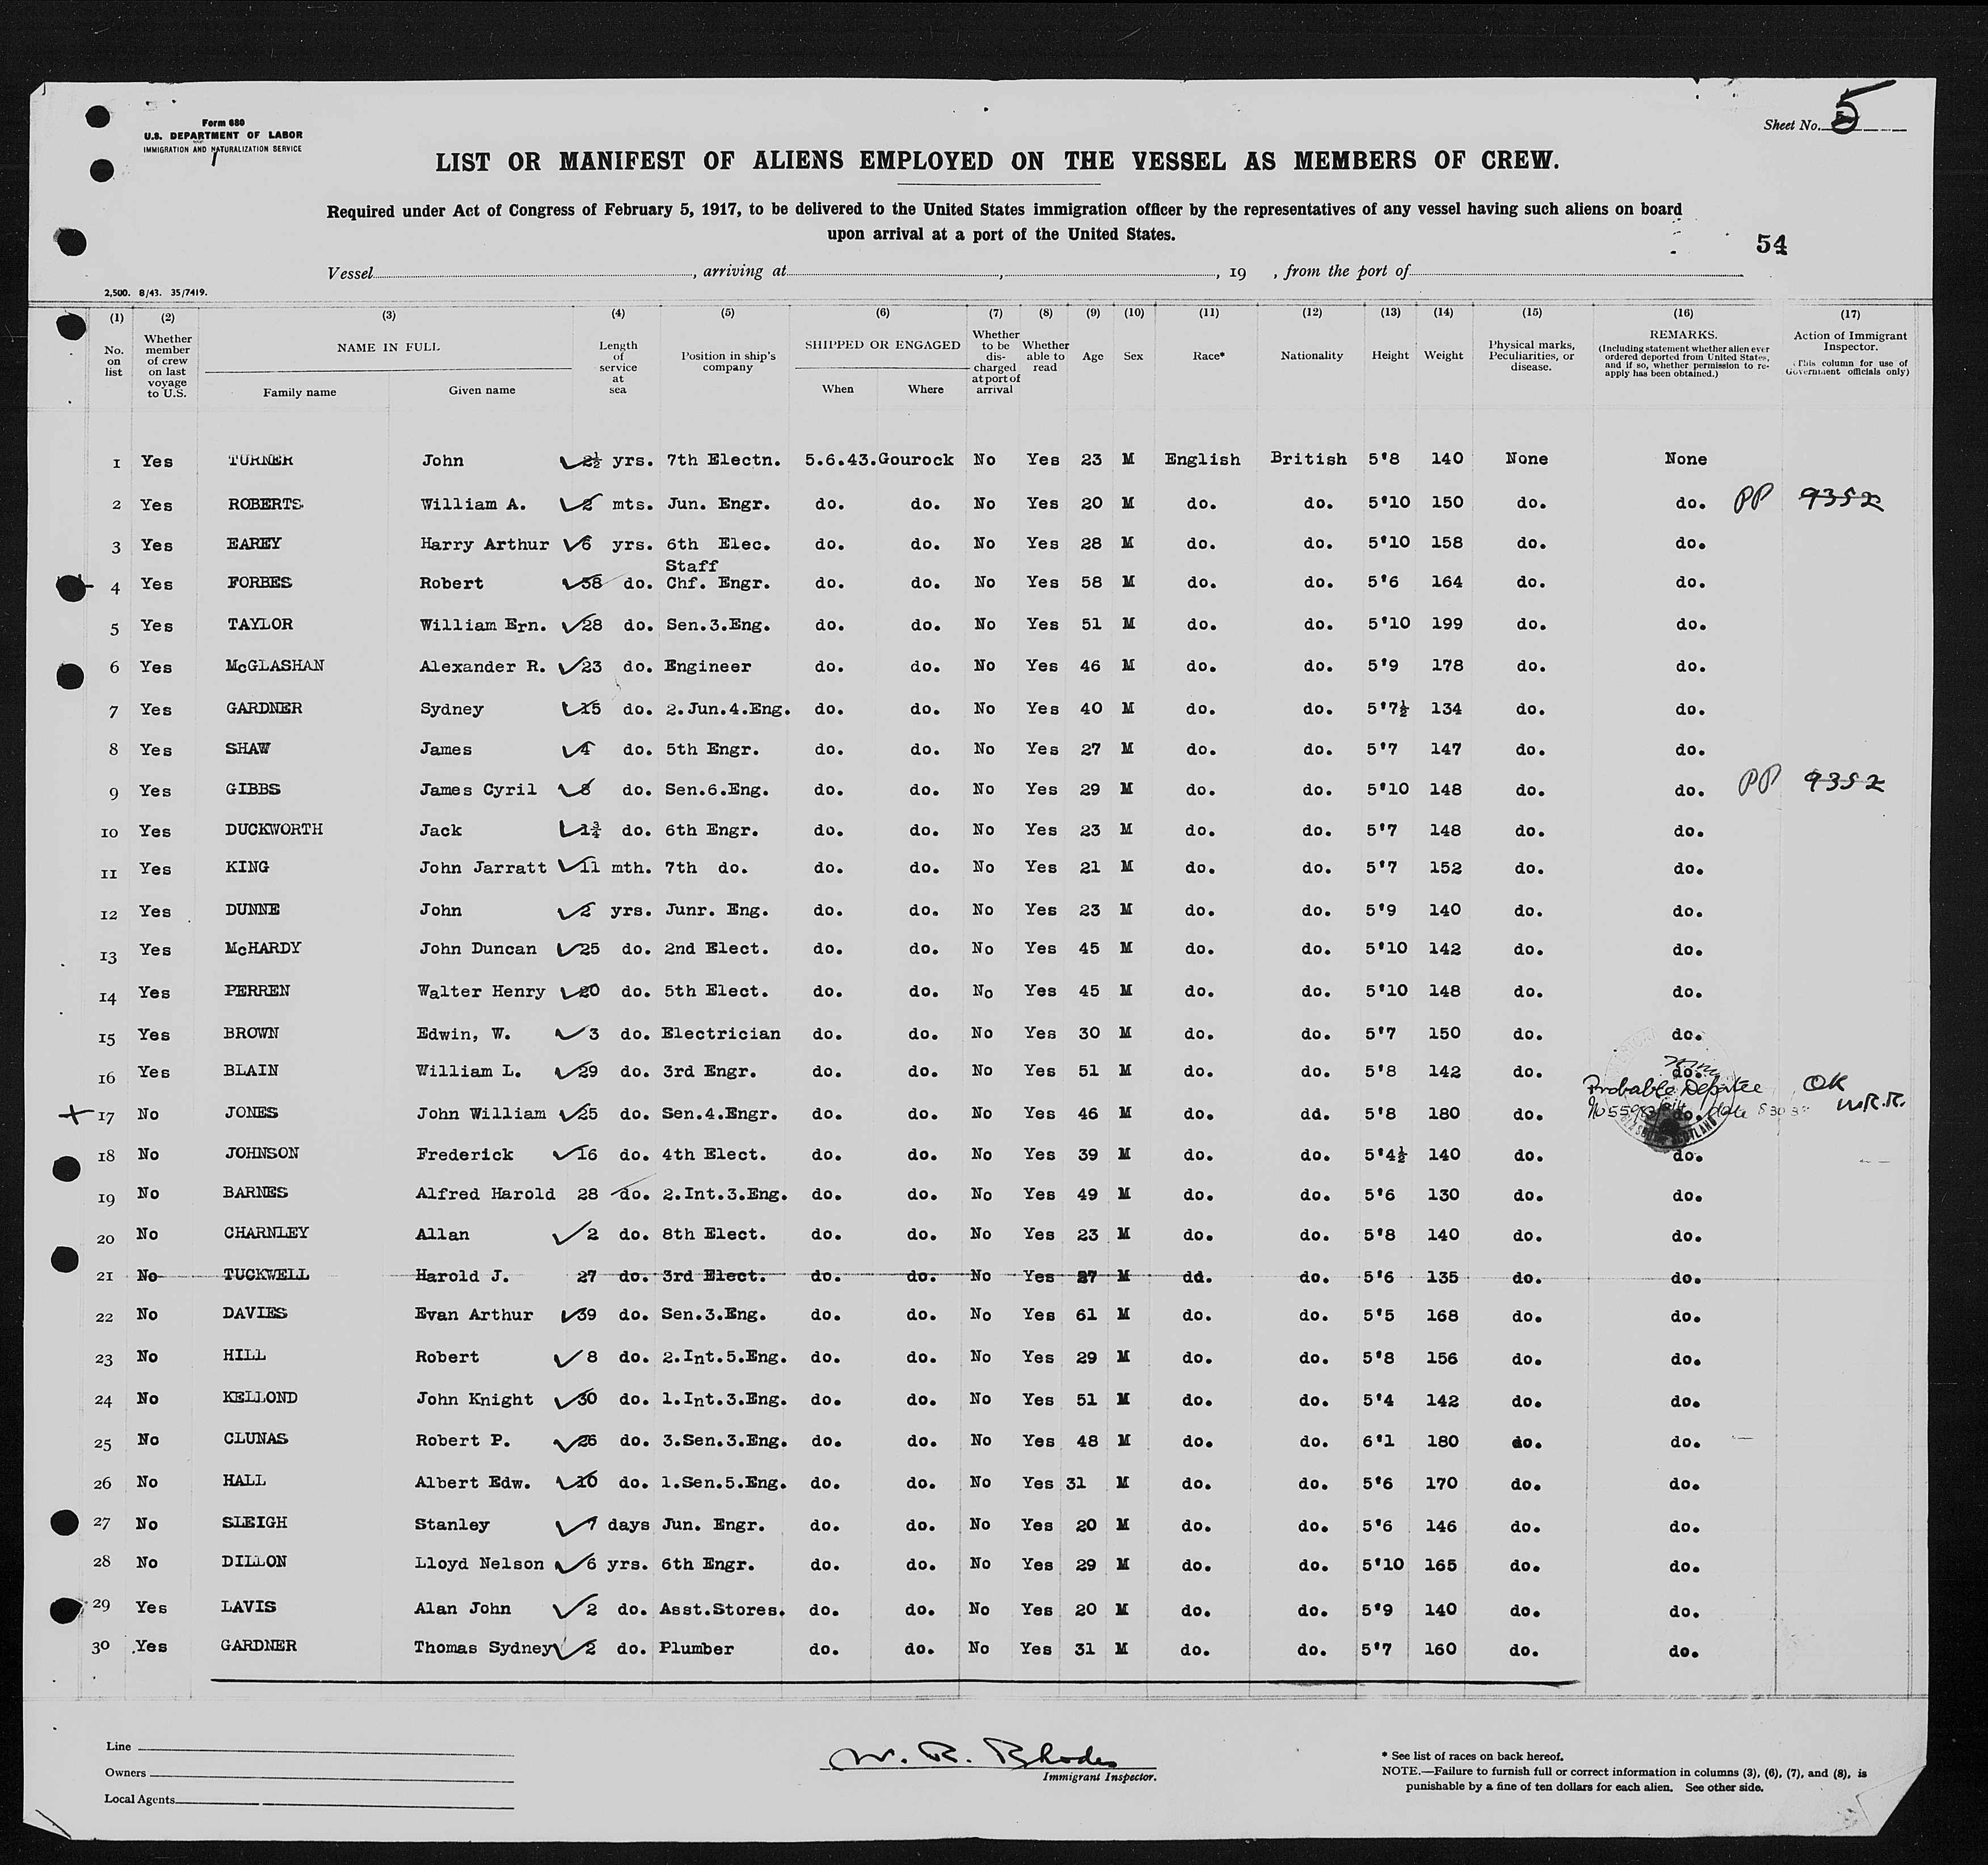 Form 680
U.S. DEPARTMENT OF LABOR
IMMIGRATION AND NATURALIZATION SERVICE
Sheet No. 5
LIST OR MANIFEST OF ALIENS EMPLOYED ON THE VESSEL AS MEMBERS OF CREW.
Required under Act of Congress of February 5, 1917, to be delivered to the United States immigration officer by the representatives of any vessel having such aliens on board
upon arrival at a port of the United States.
54
Vessel , arriving at , , 19 , from the port of
2,500. 8/43. 35/7419.
(1) (2) (3) (4) (5) (6) (7) (8) (9) (10) (11) (12) (13) (14) (15) (16) (17)
No. on list
Whether member of crew on last voyage to U.S.
NAME IN FULL
Family name Given name
Length of service at sea
Position in ship's company
SHIPPED OR ENGAGED
When Where
Whether to be dis-charged at port of arrival
Whether able to read
Age Sex Race* Nationality Height Weight
Physical marks, Peculiarities, or disease.
REMARKS.
(Including statement whether alien ever ordered deported from United States, and if so, whether permission to re-apply has been obtained.)
Action of Immigrant Inspector.
(This column for use of Government officials only)
1 Yes TURNER John 2½ yrs. 7th Electn. 5.6.43. Gourock No Yes 23 M English British 5'8 140 None None
2 Yes ROBERTS William A. 2 mts. Jun. Engr. do. do. No Yes 20 M do. do. 5'10 150 do. do. PP 9352
3 Yes EAREY Harry Arthur 6 yrs. 6th Elec. do. do. No Yes 28 M do. do. 5'10 158 do. do.
Staff
4 Yes FORBES Robert 38 do. Chf. Engr. do. do. No Yes 58 M do. do. 5'6 164 do. do.
5 Yes TAYLOR William Ern. 28 do. Sen.3.Eng. do. do. No Yes 51 M do. do. 5'10 199 do. do.
6 Yes McGLASHAN Alexander R. 23 do. Engineer do. do. No Yes 46 M do. do. 5'9 178 do. do.
7 Yes GARDNER Sydney 15 do. 2.Jun.4.Eng. do. do. No Yes 40 M do. do. 5'7½ 134 do. do.
8 Yes SHAW James 4 do. 5th Engr. do. do. No Yes 27 M do. do. 5'7 147 do. do.
9 Yes GIBBS James Cyril 8 do. Sen.6.Eng. do. do. No Yes 29 M do. do. 5'10 148 do. do. PP 9352
10 Yes DUCKWORTH Jack 1¾ do. 6th Engr. do. do. No Yes 23 M do. do. 5'7 148 do. do.
11 Yes KING John Jarratt 11 mth. 7th do. do. do. No Yes 21 M do. do. 5'7 152 do. do.
12 Yes DUNNE John 2 yrs. Junr. Eng. do. do. No Yes 23 M do. do. 5'9 140 do. do.
13 Yes McHARDY John Duncan 25 do. 2nd Elect. do. do. No Yes 45 M do. do. 5'10 142 do. do.
14 Yes PERREN Walter Henry 20 do. 5th Elect. do. do. No Yes 45 M do. do. 5'10 148 do. do.
15 Yes BROWN Edwin, W. 3 do. Electrician do. do. No Yes 30 M do. do. 5'7 150 do. do.
16 Yes BLAIN William L. 29 do. 3rd Engr. do. do. No Yes 51 M do. do. 5'8 142 do. do.
Probable Deportee OK
17 No JONES John William 25 do. Sen.4.Engr. do. do. No Yes 46 M do. dd. 5'8 180 do. do. date W.R.R.
SCOTLAND
18 No JOHNSON Frederick 16 do. 4th Elect. do. do. No Yes 39 M do. do. 5'4½ 140 do. do.
19 No BARNES Alfred Harold 28 do. 2.Int.3.Eng. do. do. No Yes 49 M do. do. 5'6 130 do. do.
20 No CHARNLEY Allan 2 do. 8th Elect. do. do. No Yes 23 M do. do. 5'8 140 do. do.
21 No TUCKWELL Harold J. 27 do. 3rd Elect. do. do. No Yes 27 M dd. do. 5'6 135 do. do.
22 No DAVIES Evan Arthur 39 do. Sen.3.Eng. do. do. No Yes 61 M do. do. 5'5 168 do. do.
23 No HILL Robert 8 do. 2.Int.5.Eng. do. do. No Yes 29 M do. do. 5'8 156 do. do.
24 No KELLOND John Knight 30 do. 1.Int.3.Eng. do. do. No Yes 51 M do. do. 5'4 142 do. do.
25 No CLUNAS Robert P. 26 do. 3.Sen.3.Eng. do. do. No Yes 48 M do. do. 6'1 180 do. do.
26 No HALL Albert Edw. 10 do. 1.Sen.5.Eng. do. do. No Yes 31 M do. do. 5'6 170 do. do.
27 No SLEIGH Stanley 7 days Jun. Engr. do. do. No Yes 20 M do. do. 5'6 146 do. do.
28 No DILLON Lloyd Nelson 6 yrs. 6th Engr. do. do. No Yes 29 M do. do. 5'10 165 do. do.
29 Yes LAVIS Alan John 2 do. Asst.Stores. do. do. No Yes 20 M do. do. 5'9 140 do. do.
30 Yes GARDNER Thomas Sydney 2 do. Plumber do. do. No Yes 31 M do. do. 5'7 160 do. do.
Line
Owners
Local Agents
W. R. Rhodes
Immigrant Inspector.
* See list of races on back hereof.
NOTE.—Failure to furnish full or correct information in columns (3), (6), (7), and (8), is
punishable by a fine of ten dollars for each alien. See other side.